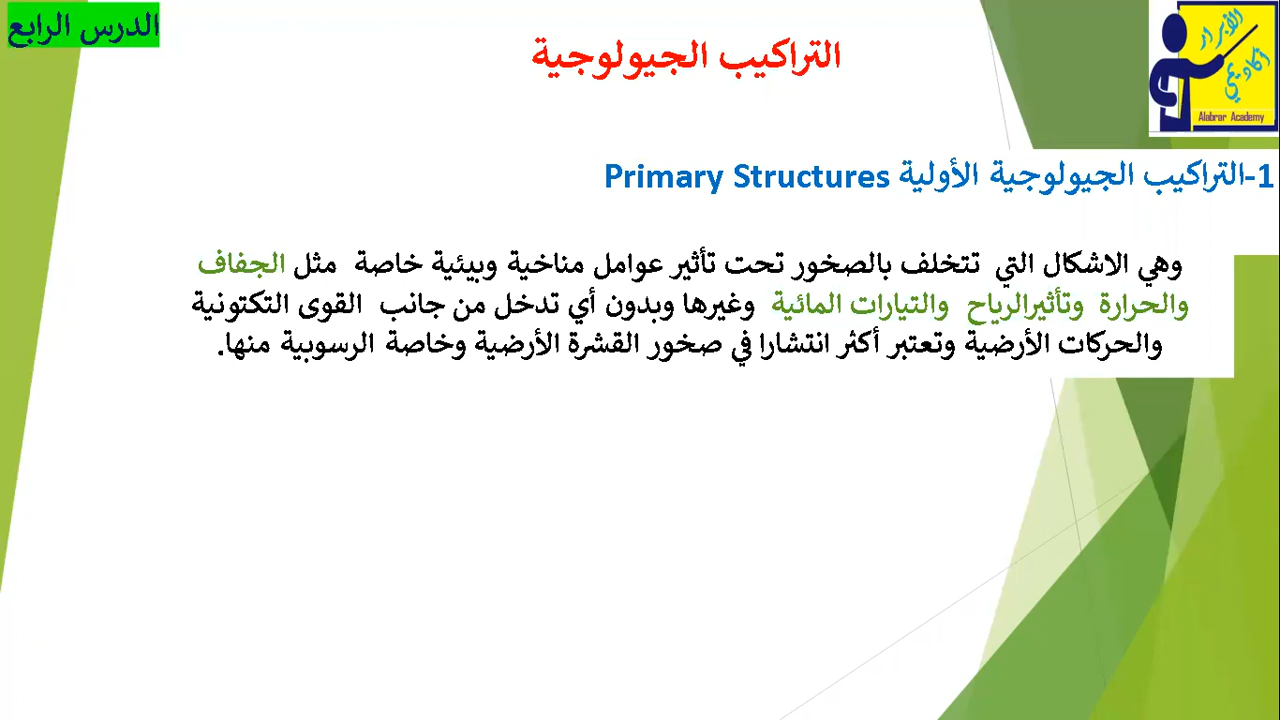 الدرس الرابع
التراكيب الجيولوجية
الأبرار
أكاديمي
Alabrar Academy
1-التراكيب الجيولوجية الأولية Primary Structures
وهي الاشكال التي تتخلف بالصخور تحت تأثير عوامل مناخية وبيئية خاصة مثل الجفاف
والحرارة وتأثيرالرياح والتيارات المائية وغيرها وبدون أي تدخل من جانب القوى التكتونية
والحركات الأرضية وتعتبر أكثر انتشارا في صخور القشرة الأرضية وخاصة الرسوبية منها.